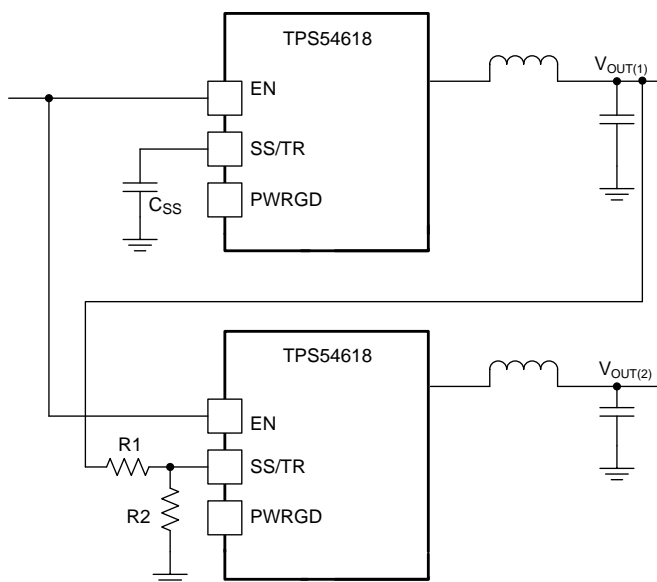 TPS54618
V_OUT(1)
EN
SS/TR
C_SS
PWRGD
TPS54618
V_OUT(2)
EN
R1
SS/TR
R2
PWRGD